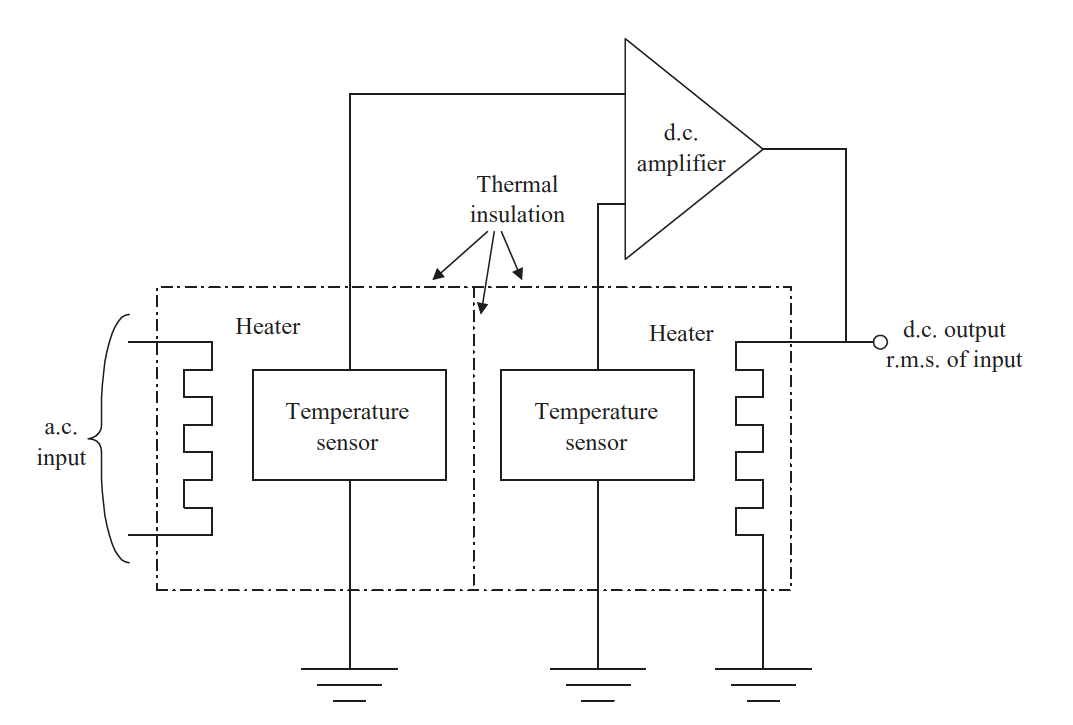 d.c.
amplifier
Thermal
insulation
Heater
Heater
d.c. output
r.m.s. of input
a.c.
input
Temperature
sensor
Temperature
sensor